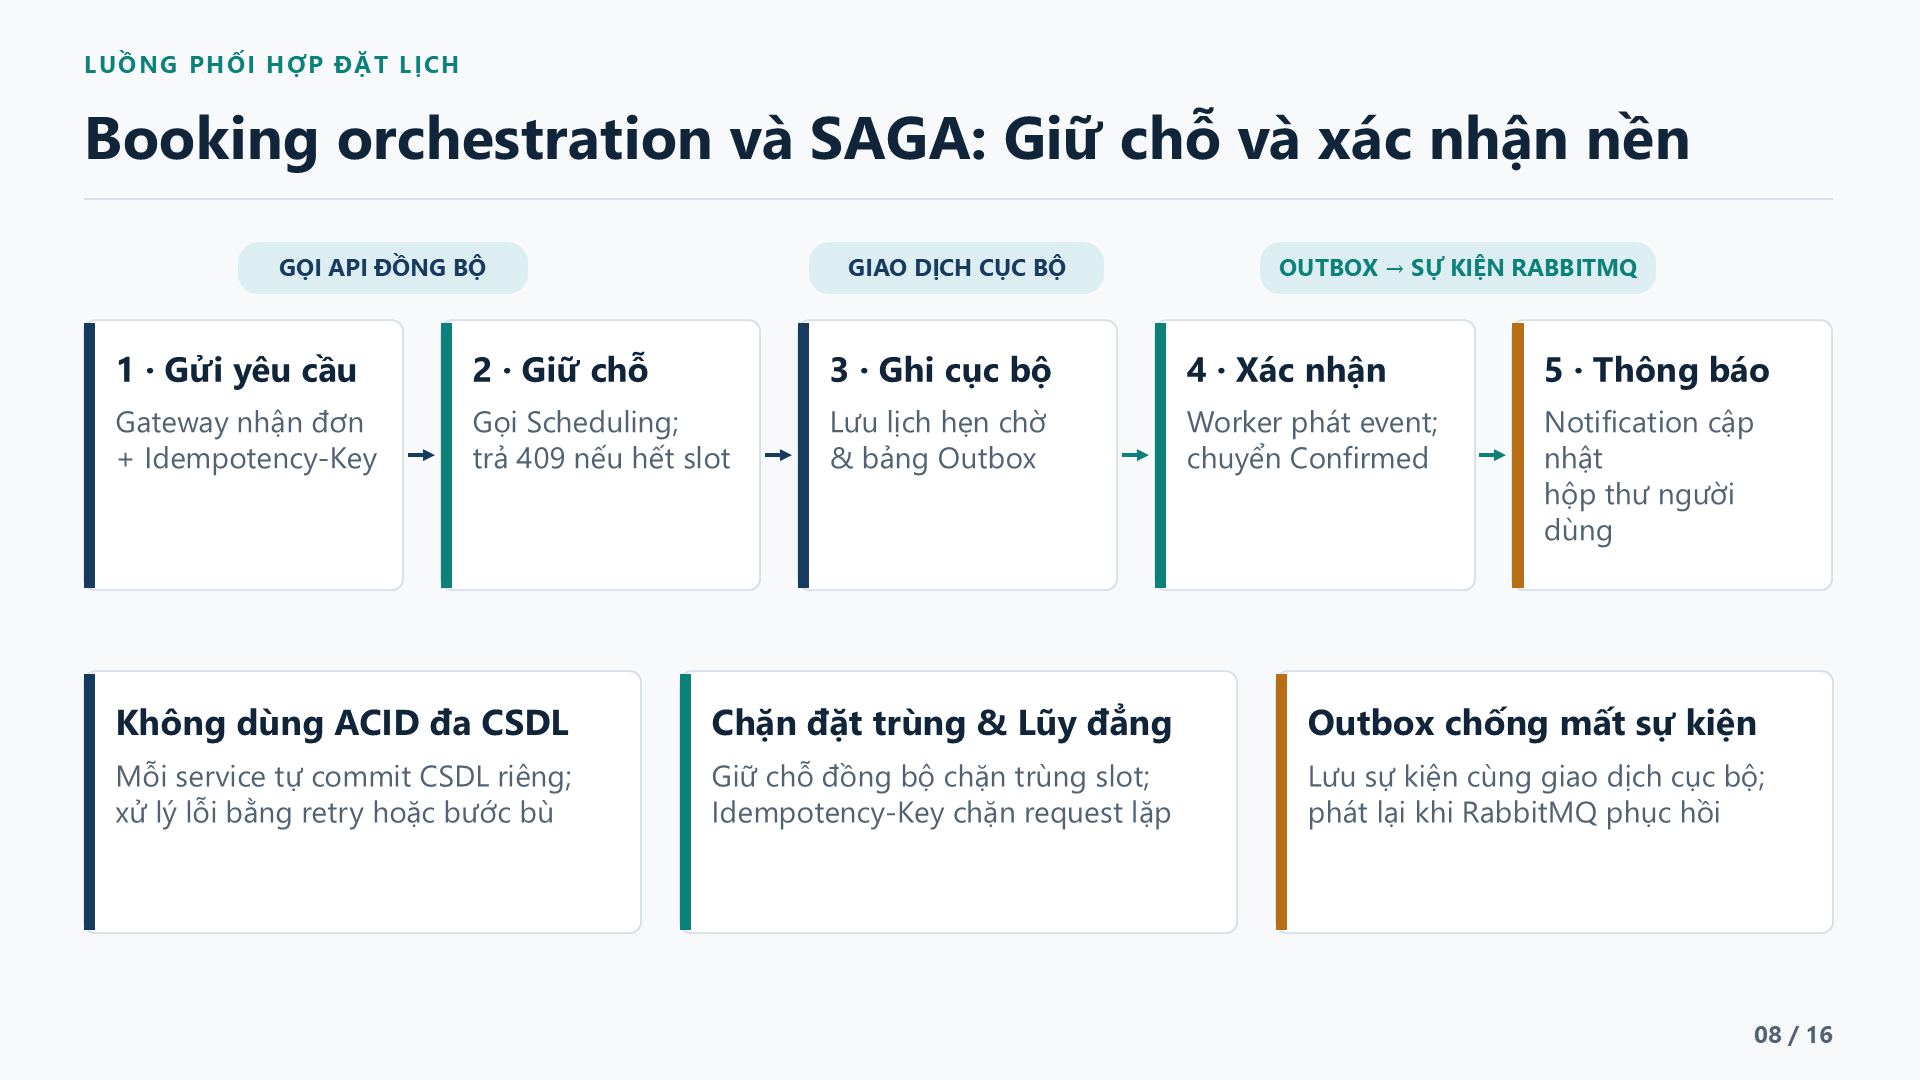 LUỒNG PHỐI HỢP ĐẶT LỊCH
Booking orchestration và SAGA: Giữ chỗ và xác nhận nền
GỌI API ĐỒNG BỘ
GIAO DỊCH CỤC BỘ
OUTBOX → SỰ KIỆN RABBITMQ
1 · Gửi yêu cầu
Gateway nhận đơn
+ Idempotency-Key
2 · Giữ chỗ
Gọi Scheduling;
trả 409 nếu hết slot
3 · Ghi cục bộ
Lưu lịch hẹn chờ
& bảng Outbox
4 · Xác nhận
Worker phát event;
chuyển Confirmed
5 · Thông báo
Notification cập
nhật
hộp thư người
dùng
Không dùng ACID đa CSDL
Mỗi service tự commit CSDL riêng;
xử lý lỗi bằng retry hoặc bước bù
Chặn đặt trùng & Lũy đẳng
Giữ chỗ đồng bộ chặn trùng slot;
Idempotency-Key chặn request lặp
Outbox chống mất sự kiện
Lưu sự kiện cùng giao dịch cục bộ;
phát lại khi RabbitMQ phục hồi
08 / 16